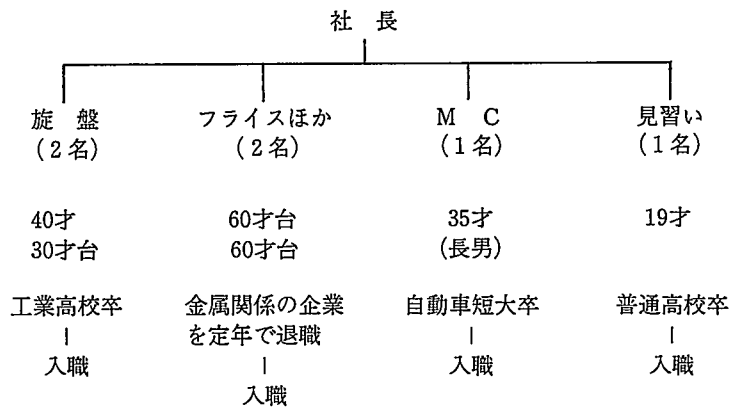 社　長
旋　盤
(2名)
フライスほか
(2名)
M　C
(1名)
見習い
(1名)
40才
30才台
60才台
60才台
35才
(長男)
19才
工業高校卒
入職
金属関係の企業
を定年で退職
入職
自動車短大卒
入職
普通高校卒
入職